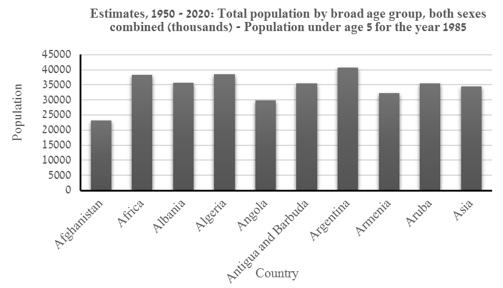 Estimates, 1950 - 2020: Total population by broad age group, both sexes
combined (thousands) - Population under age 5 for the year 1985
Population
45000
40000
35000
30000
25000
20000
15000
10000
5000
0
Afghanistan
Africa
Albania
Algeria
Angola
Antigua and Barbuda
Argentina
Armenia
Aruba
Asia
Country